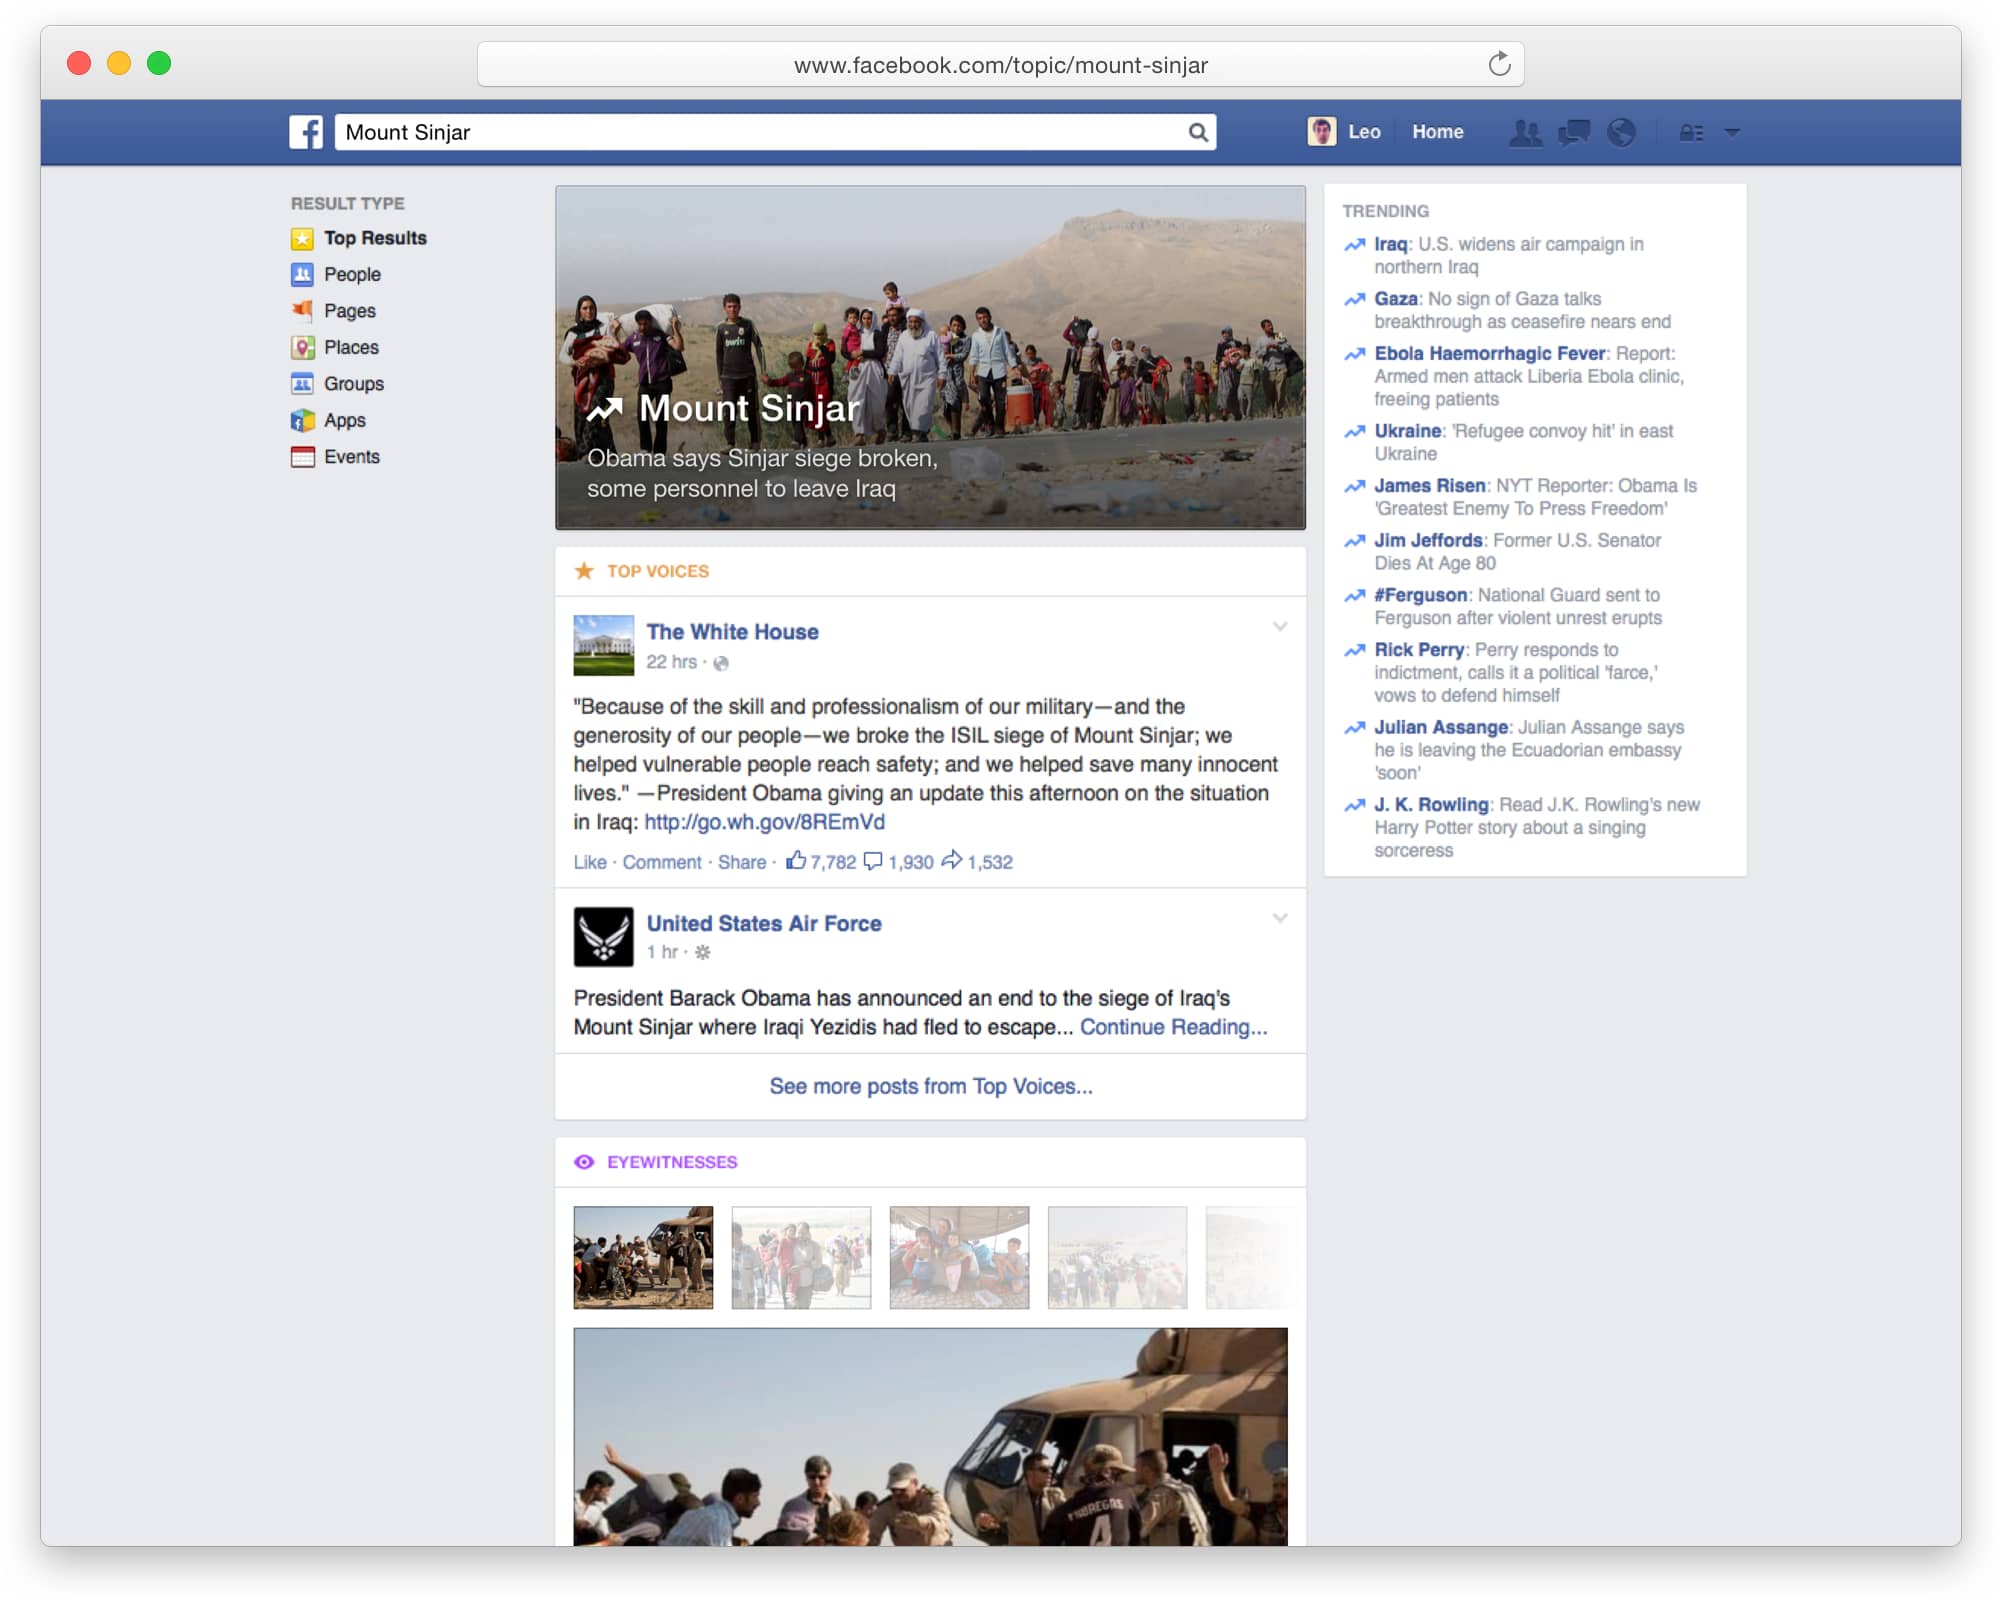 www.facebook.com/topic/mount-sinjar
Mount Sinjar
Leo
Home
RESULT TYPE
Top Results
People
Pages
Places
Groups
Apps
Events
bwin
Mount Sinjar
Obama says Sinjar siege broken,
some personnel to leave Iraq
TOP VOICES
The White House
22 hrs ·
"Because of the skill and professionalism of our military—and the
generosity of our people—we broke the ISIL siege of Mount Sinjar; we
helped vulnerable people reach safety; and we helped save many innocent
lives." —President Obama giving an update this afternoon on the situation
in Iraq: http://go.wh.gov/8REmVd
Like · Comment · Share · 7,782 1,930 1,532
United States Air Force
1 hr ·
President Barack Obama has announced an end to the siege of Iraq's
Mount Sinjar where Iraqi Yezidis had fled to escape... Continue Reading...
See more posts from Top Voices...
EYEWITNESSES
FABREGAS
4
TRENDING
Iraq: U.S. widens air campaign in
northern Iraq
Gaza: No sign of Gaza talks
breakthrough as ceasefire nears end
Ebola Haemorrhagic Fever: Report:
Armed men attack Liberia Ebola clinic,
freeing patients
Ukraine: 'Refugee convoy hit' in east
Ukraine
James Risen: NYT Reporter: Obama Is
'Greatest Enemy To Press Freedom'
Jim Jeffords: Former U.S. Senator
Dies At Age 80
#Ferguson: National Guard sent to
Ferguson after violent unrest erupts
Rick Perry: Perry responds to
indictment, calls it a political 'farce,'
vows to defend himself
Julian Assange: Julian Assange says
he is leaving the Ecuadorian embassy
'soon'
J. K. Rowling: Read J.K. Rowling's new
Harry Potter story about a singing
sorceress